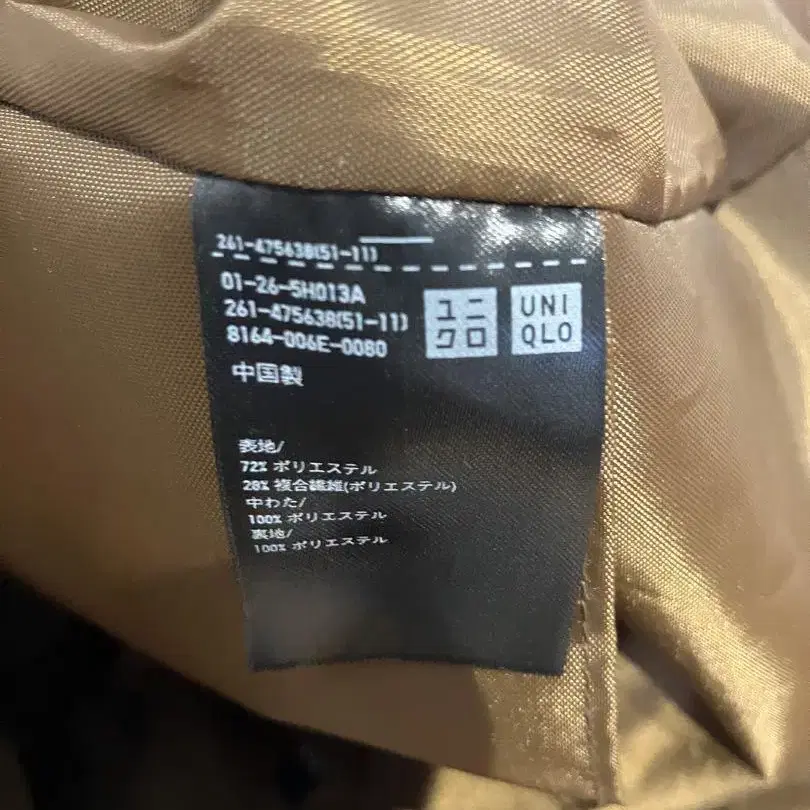 261-475638(51-11)
01-26-5H013A
261-475638(51-11)
8164-006E-0080
ユニ
クロ
UNI
QLO
中国製
表地/
72% ポリエステル
28% 複合繊維(ポリエステル)
中わた/
100% ポリエステル
裏地/
100% ポリエステル